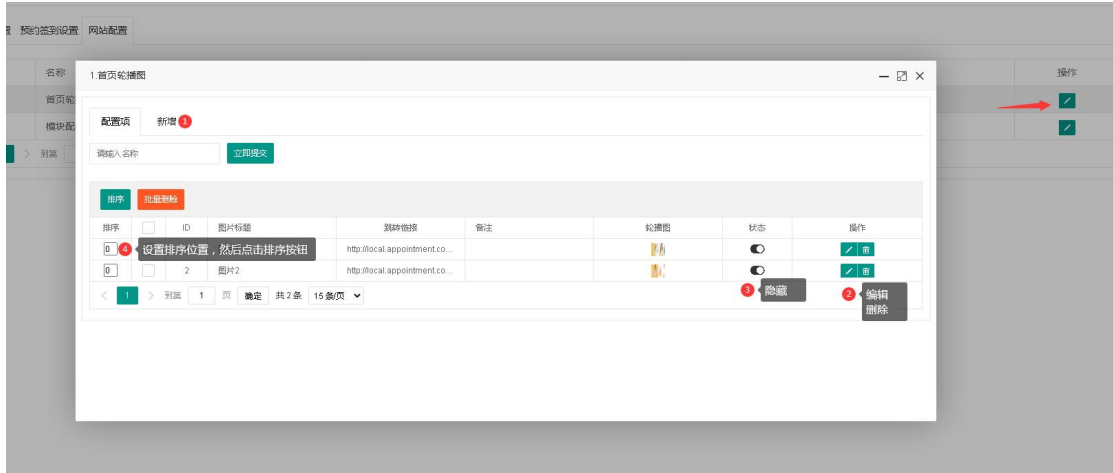 置 预约签到设置 网站配置
名称 操作
首页轮
模块配
> 到第
1.首页轮播图
配置项 新增 1
请输入名称 立即提交
排序 批量删除
排序 ID 图片标题 跳转链接 备注 轮播图 状态 操作
0 4 设置排序位置，然后点击排序按钮 http://local.appointment.co...
0 2 图片2 http://local.appointment.co...
< 1 > 到第 1 页 确定 共2条 15条/页
3 隐藏
2 编辑
删除